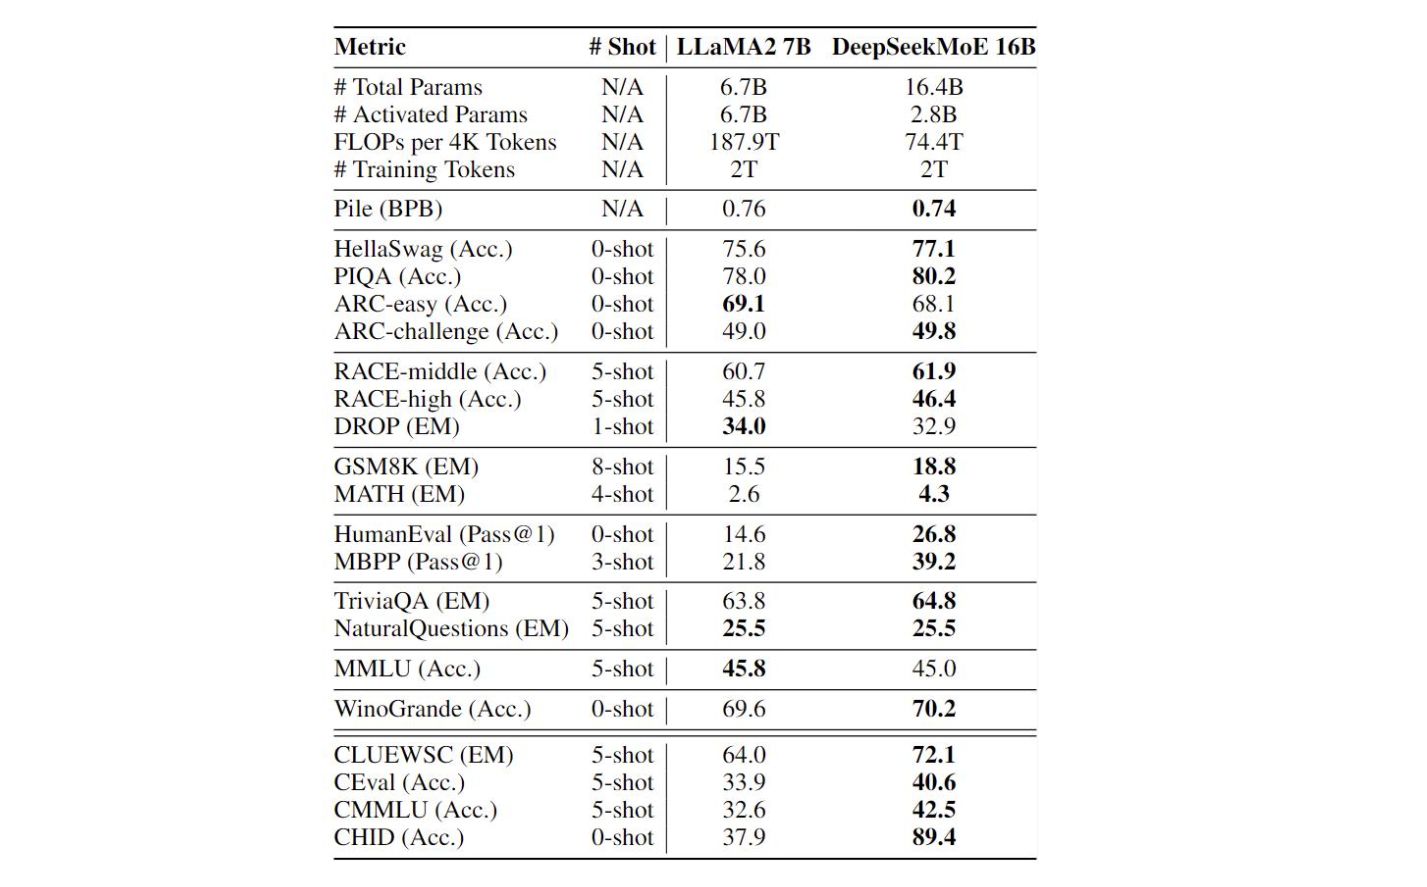 Metric # Shot LLaMA2 7B DeepSeekMoE 16B
# Total Params N/A 6.7B 16.4B
# Activated Params N/A 6.7B 2.8B
FLOPs per 4K Tokens N/A 187.9T 74.4T
# Training Tokens N/A 2T 2T
Pile (BPB) N/A 0.76 0.74
HellaSwag (Acc.) 0-shot 75.6 77.1
PIQA (Acc.) 0-shot 78.0 80.2
ARC-easy (Acc.) 0-shot 69.1 68.1
ARC-challenge (Acc.) 0-shot 49.0 49.8
RACE-middle (Acc.) 5-shot 60.7 61.9
RACE-high (Acc.) 5-shot 45.8 46.4
DROP (EM) 1-shot 34.0 32.9
GSM8K (EM) 8-shot 15.5 18.8
MATH (EM) 4-shot 2.6 4.3
HumanEval (Pass@1) 0-shot 14.6 26.8
MBPP (Pass@1) 3-shot 21.8 39.2
TriviaQA (EM) 5-shot 63.8 64.8
NaturalQuestions (EM) 5-shot 25.5 25.5
MMLU (Acc.) 5-shot 45.8 45.0
WinoGrande (Acc.) 0-shot 69.6 70.2
CLUEWSC (EM) 5-shot 64.0 72.1
CEval (Acc.) 5-shot 33.9 40.6
CMMLU (Acc.) 5-shot 32.6 42.5
CHID (Acc.) 0-shot 37.9 89.4